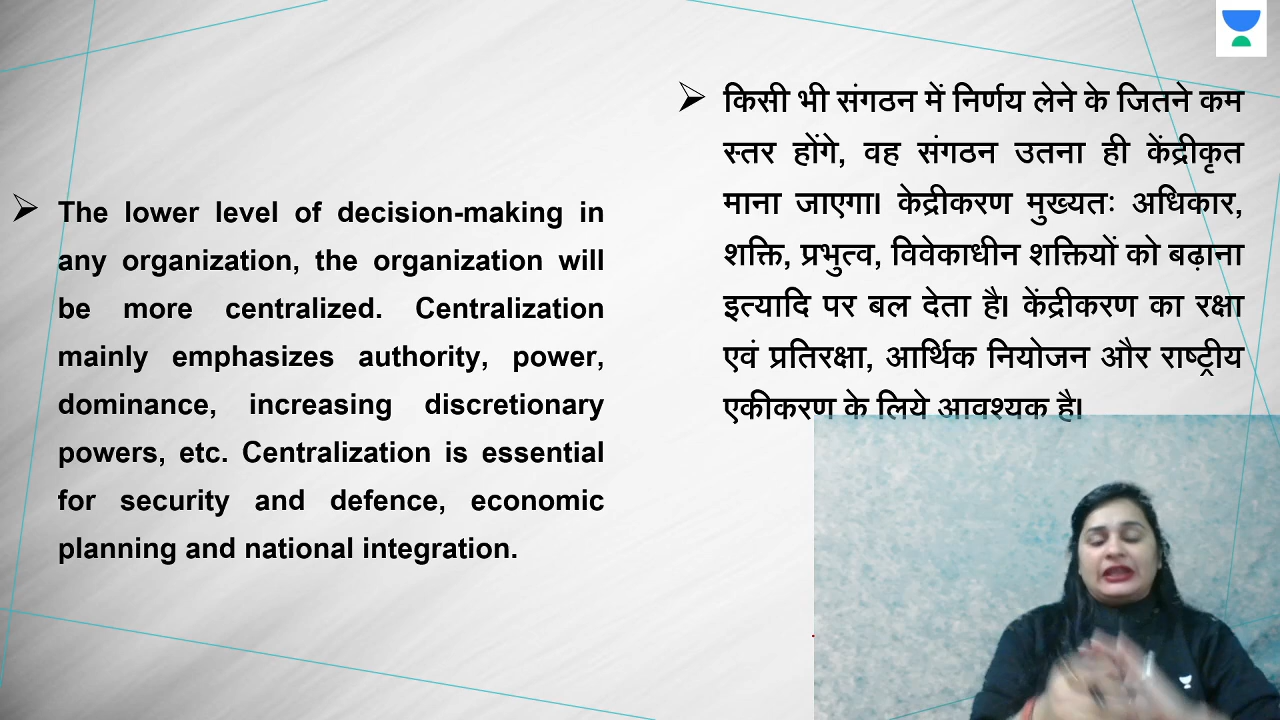 The lower level of decision-making in
any organization, the organization will
be more centralized. Centralization
mainly emphasizes authority, power,
dominance, increasing discretionary
powers, etc. Centralization is essential
for security and defence, economic
planning and national integration.
किसी भी संगठन में निर्णय लेने के जितने कम
स्तर होंगे, वह संगठन उतना ही केंद्रीकृत
माना जाएगा। केद्रीकरण मुख्यतः अधिकार,
शक्ति, प्रभुत्व, विवेकाधीन शक्तियों को बढ़ाना
इत्यादि पर बल देता है। केंद्रीकरण का रक्षा
एवं प्रतिरक्षा, आर्थिक नियोजन और राष्ट्रीय
एकीकरण के लिये आवश्यक है।